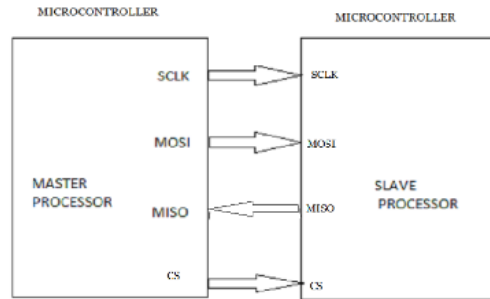 MICROCONTROLLER
MICROCONTROLLER
SCLK
SCLK
MOSI
MOSI
MASTER
PROCESSOR
SLAVE
PROCESSOR
MISO
MISO
CS
CS